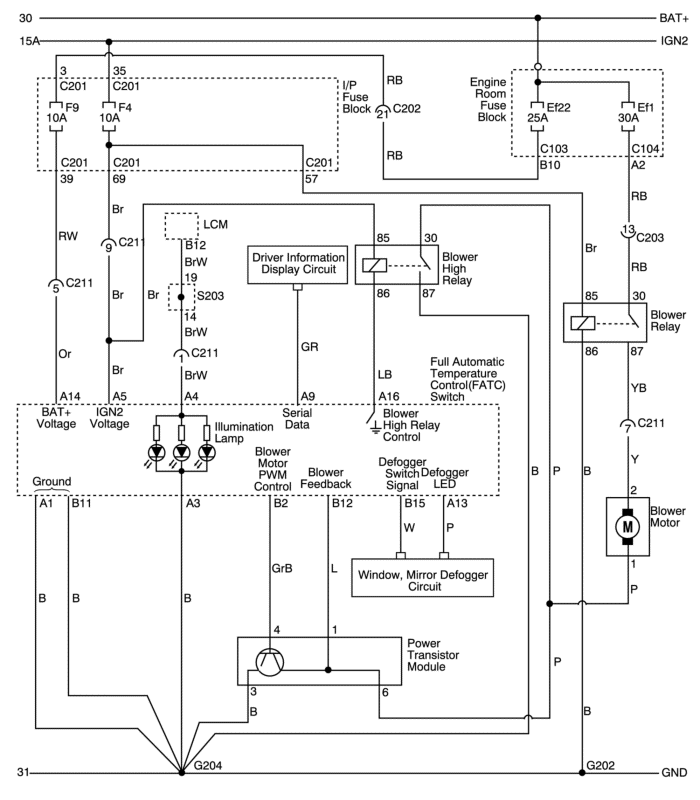 30
BAT+
15A
IGN2
3
35
C201
C201
F9
10A
F4
10A
I/P
Fuse
Block
RB
21
C202
RB
Engine
Room
Fuse
Block
Ef22
25A
Ef1
30A
C103
C104
B10
A2
C201
C201
C201
39
69
57
RB
13
C203
RB
RW
Br
9
C211
5
C211
Br
Br
Or
Br
LCM
B12
BrW
19
S203
14
BrW
1
C211
BrW
Driver Information
Display Circuit
GR
85
30
Blower
High
Relay
86
87
LB
Br
85
30
Blower
Relay
86
87
YB
7
C211
Y
2
M
Blower
Motor
1
P
Full Automatic
Temperature
Control(FATC)
Switch
A14
A5
A4
A9
A16
BAT+
Voltage
IGN2
Voltage
Illumination
Lamp
Serial
Data
Blower
High Relay
Control
Ground
Blower
Motor
PWM
Control
Blower
Feedback
Defogger
Switch
Signal
Defogger
LED
A1
B11
A3
B2
B12
B15
A13
B
P
B
W
P
Window, Mirror Defogger
Circuit
B
B
B
GrB
L
4
1
Power
Transistor
Module
3
6
B
P
B
31
G204
G202
GND